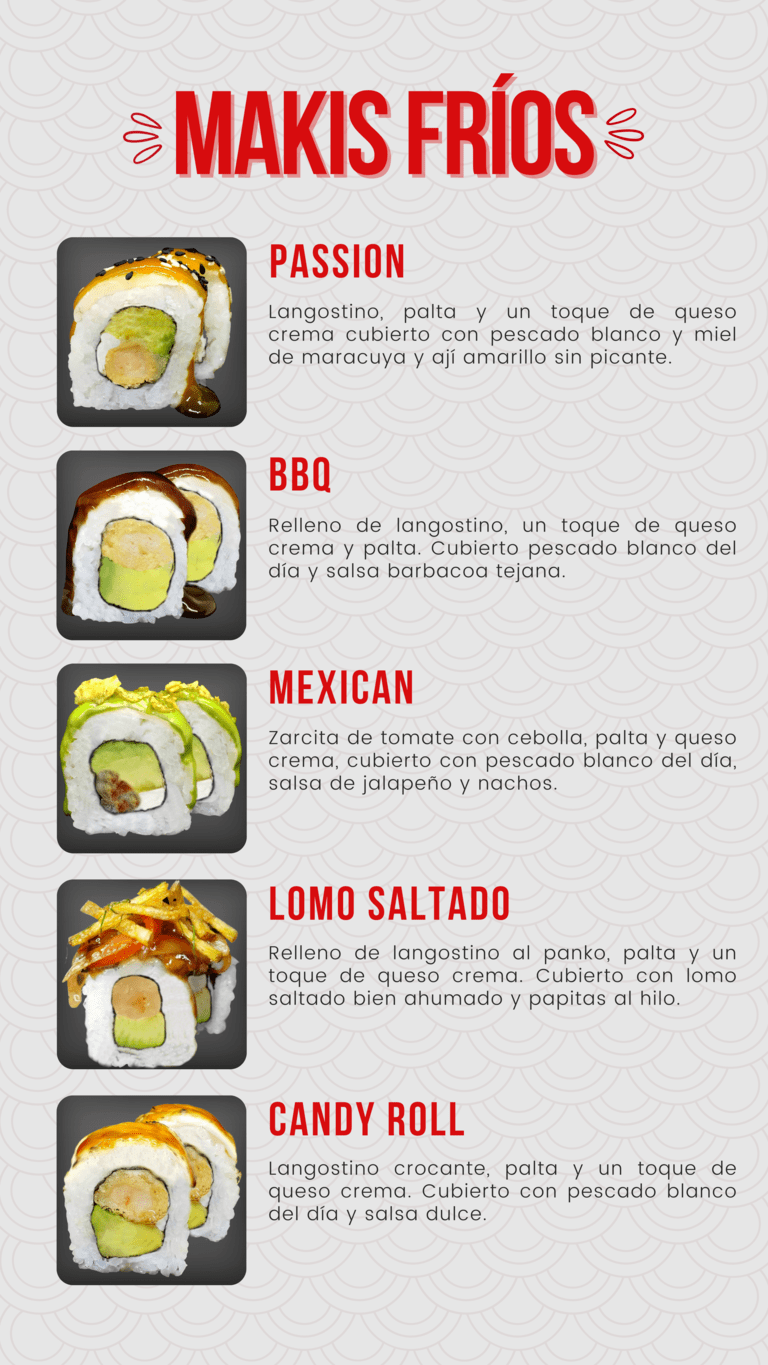 MAKIS FRÍOS
PASSION
Langostino, palta y un toque de queso
crema cubierto con pescado blanco y miel
de maracuya y ají amarillo sin picante.
BBQ
Relleno de langostino, un toque de queso
crema y palta. Cubierto pescado blanco del
día y salsa barbacoa tejana.
MEXICAN
Zarcita de tomate con cebolla, palta y queso
crema, cubierto con pescado blanco del día,
salsa de jalapeño y nachos.
LOMO SALTADO
Relleno de langostino al panko, palta y un
toque de queso crema. Cubierto con lomo
saltado bien ahumado y papitas al hilo.
CANDY ROLL
Langostino crocante, palta y un toque de
queso crema. Cubierto con pescado blanco
del día y salsa dulce.